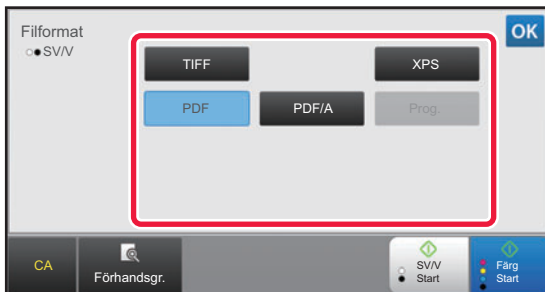 Filformat
SV/V
OK
TIFF
XPS
PDF
PDF/A
Prog.
CA
Förhandsgr.
SV/V
Start
Färg
Start